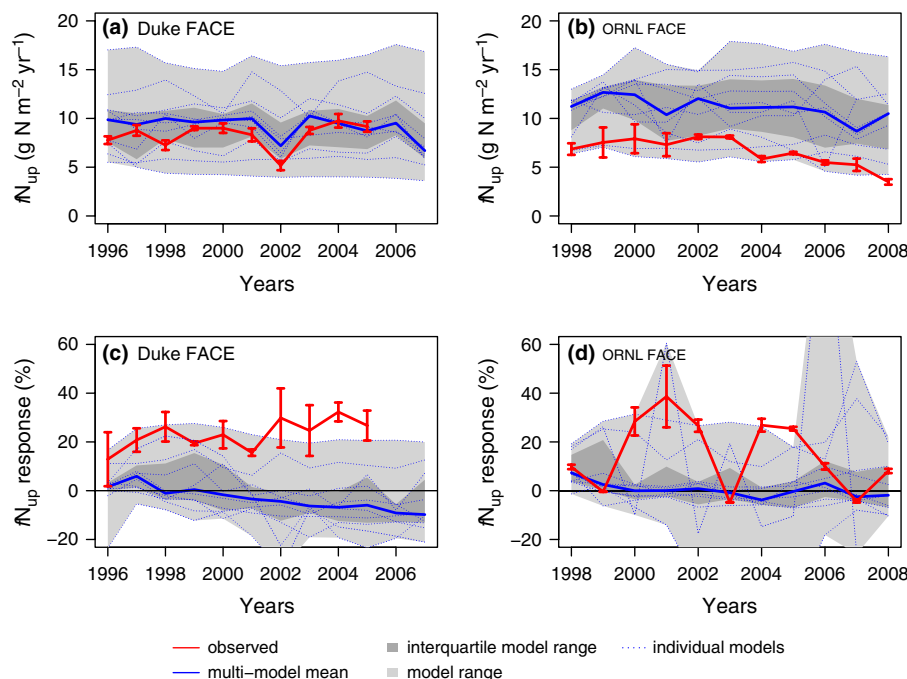 (a) Duke FACE
fNup (g N m−2 yr−1)
20
15
10
5
0
1996 1998 2000 2002 2004 2006
Years
(b) ORNL FACE
fNup (g N m−2 yr−1)
20
15
10
5
0
1998 2000 2002 2004 2006 2008
Years
(c) Duke FACE
fNup response (%)
60
40
20
0
−20
1996 1998 2000 2002 2004 2006
Years
(d) ORNL FACE
fNup response (%)
60
40
20
0
−20
1998 2000 2002 2004 2006 2008
Years
observed
multi−model mean
interquartile model range
model range
individual models